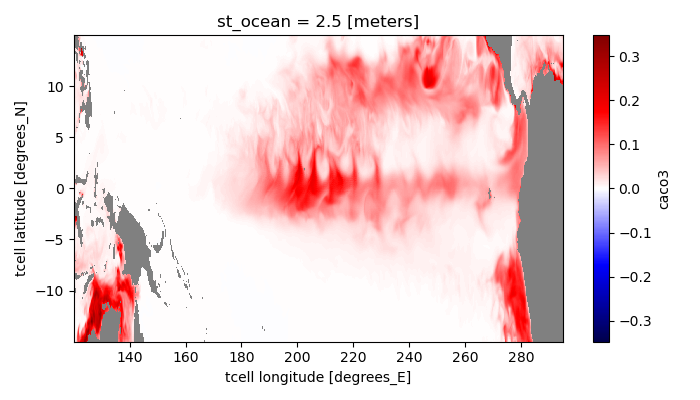 st_ocean = 2.5 [meters]
tcell latitude [degrees_N]
10
5
0
−5
−10
140 160 180 200 220 240 260 280
tcell longitude [degrees_E]
0.3
0.2
0.1
0.0
−0.1
−0.2
−0.3
caco3